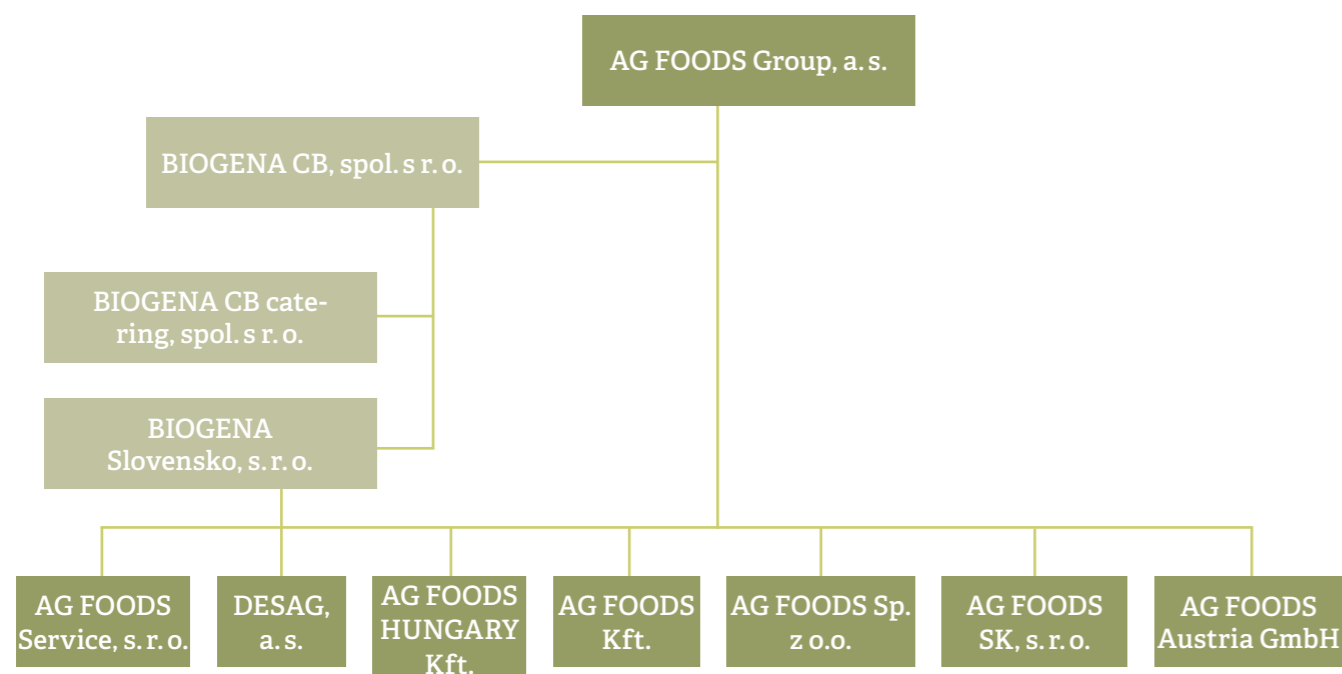 AG FOODS Group, a. s.
BIOGENA CB, spol. s r. o.
BIOGENA CB cate-
ring, spol. s r. o.
BIOGENA
Slovensko, s. r. o.
AG FOODS
Service, s. r. o.
DESAG,
a. s.
AG FOODS
HUNGARY
Kft.
AG FOODS
Kft.
AG FOODS Sp.
z o.o.
AG FOODS
SK, s. r. o.
AG FOODS
Austria GmbH